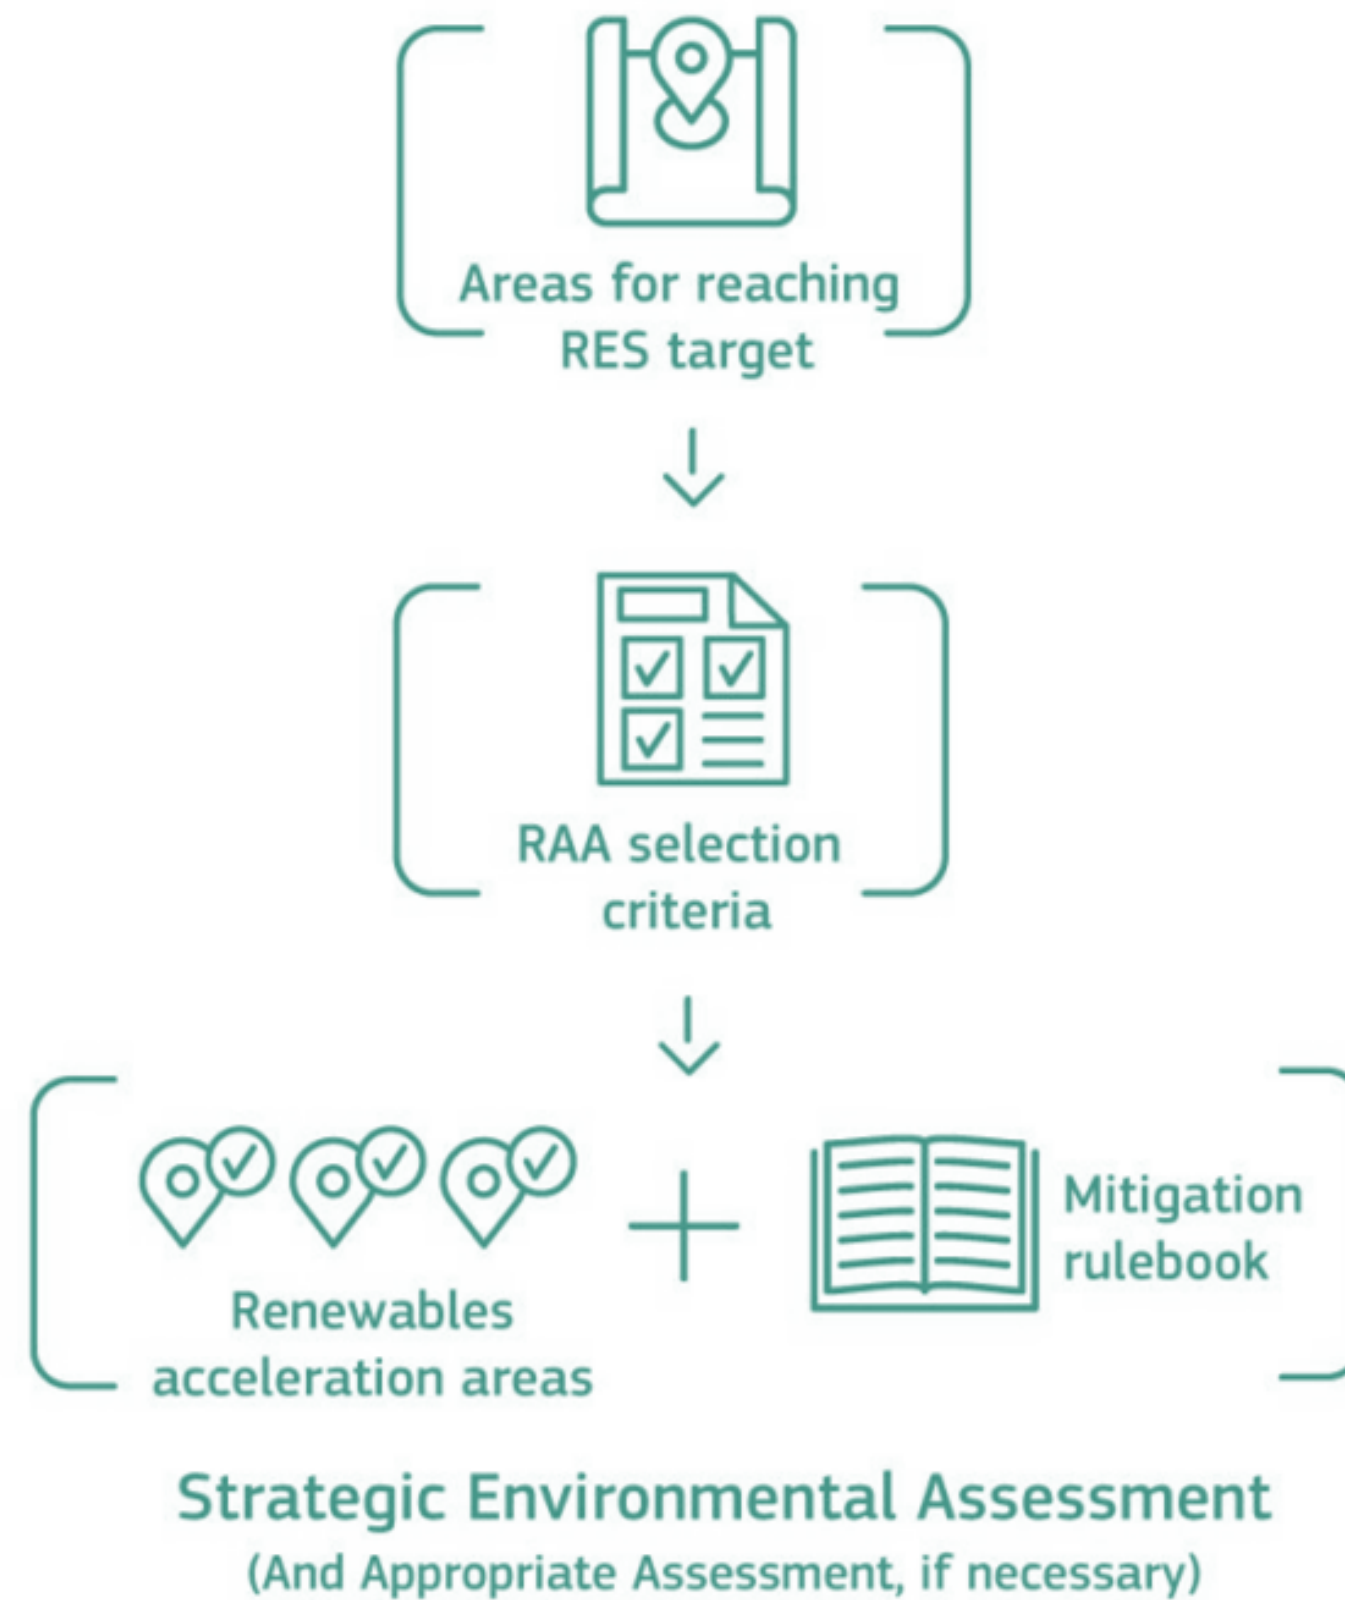 Areas for reaching
RES target
RAA selection
criteria
Renewables
acceleration areas
Mitigation
rulebook
Strategic Environmental Assessment
(And Appropriate Assessment, if necessary)